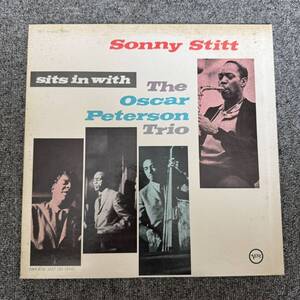 Sonny Stitt
sits in with
The
Oscar
Peterson
Trio
Verve